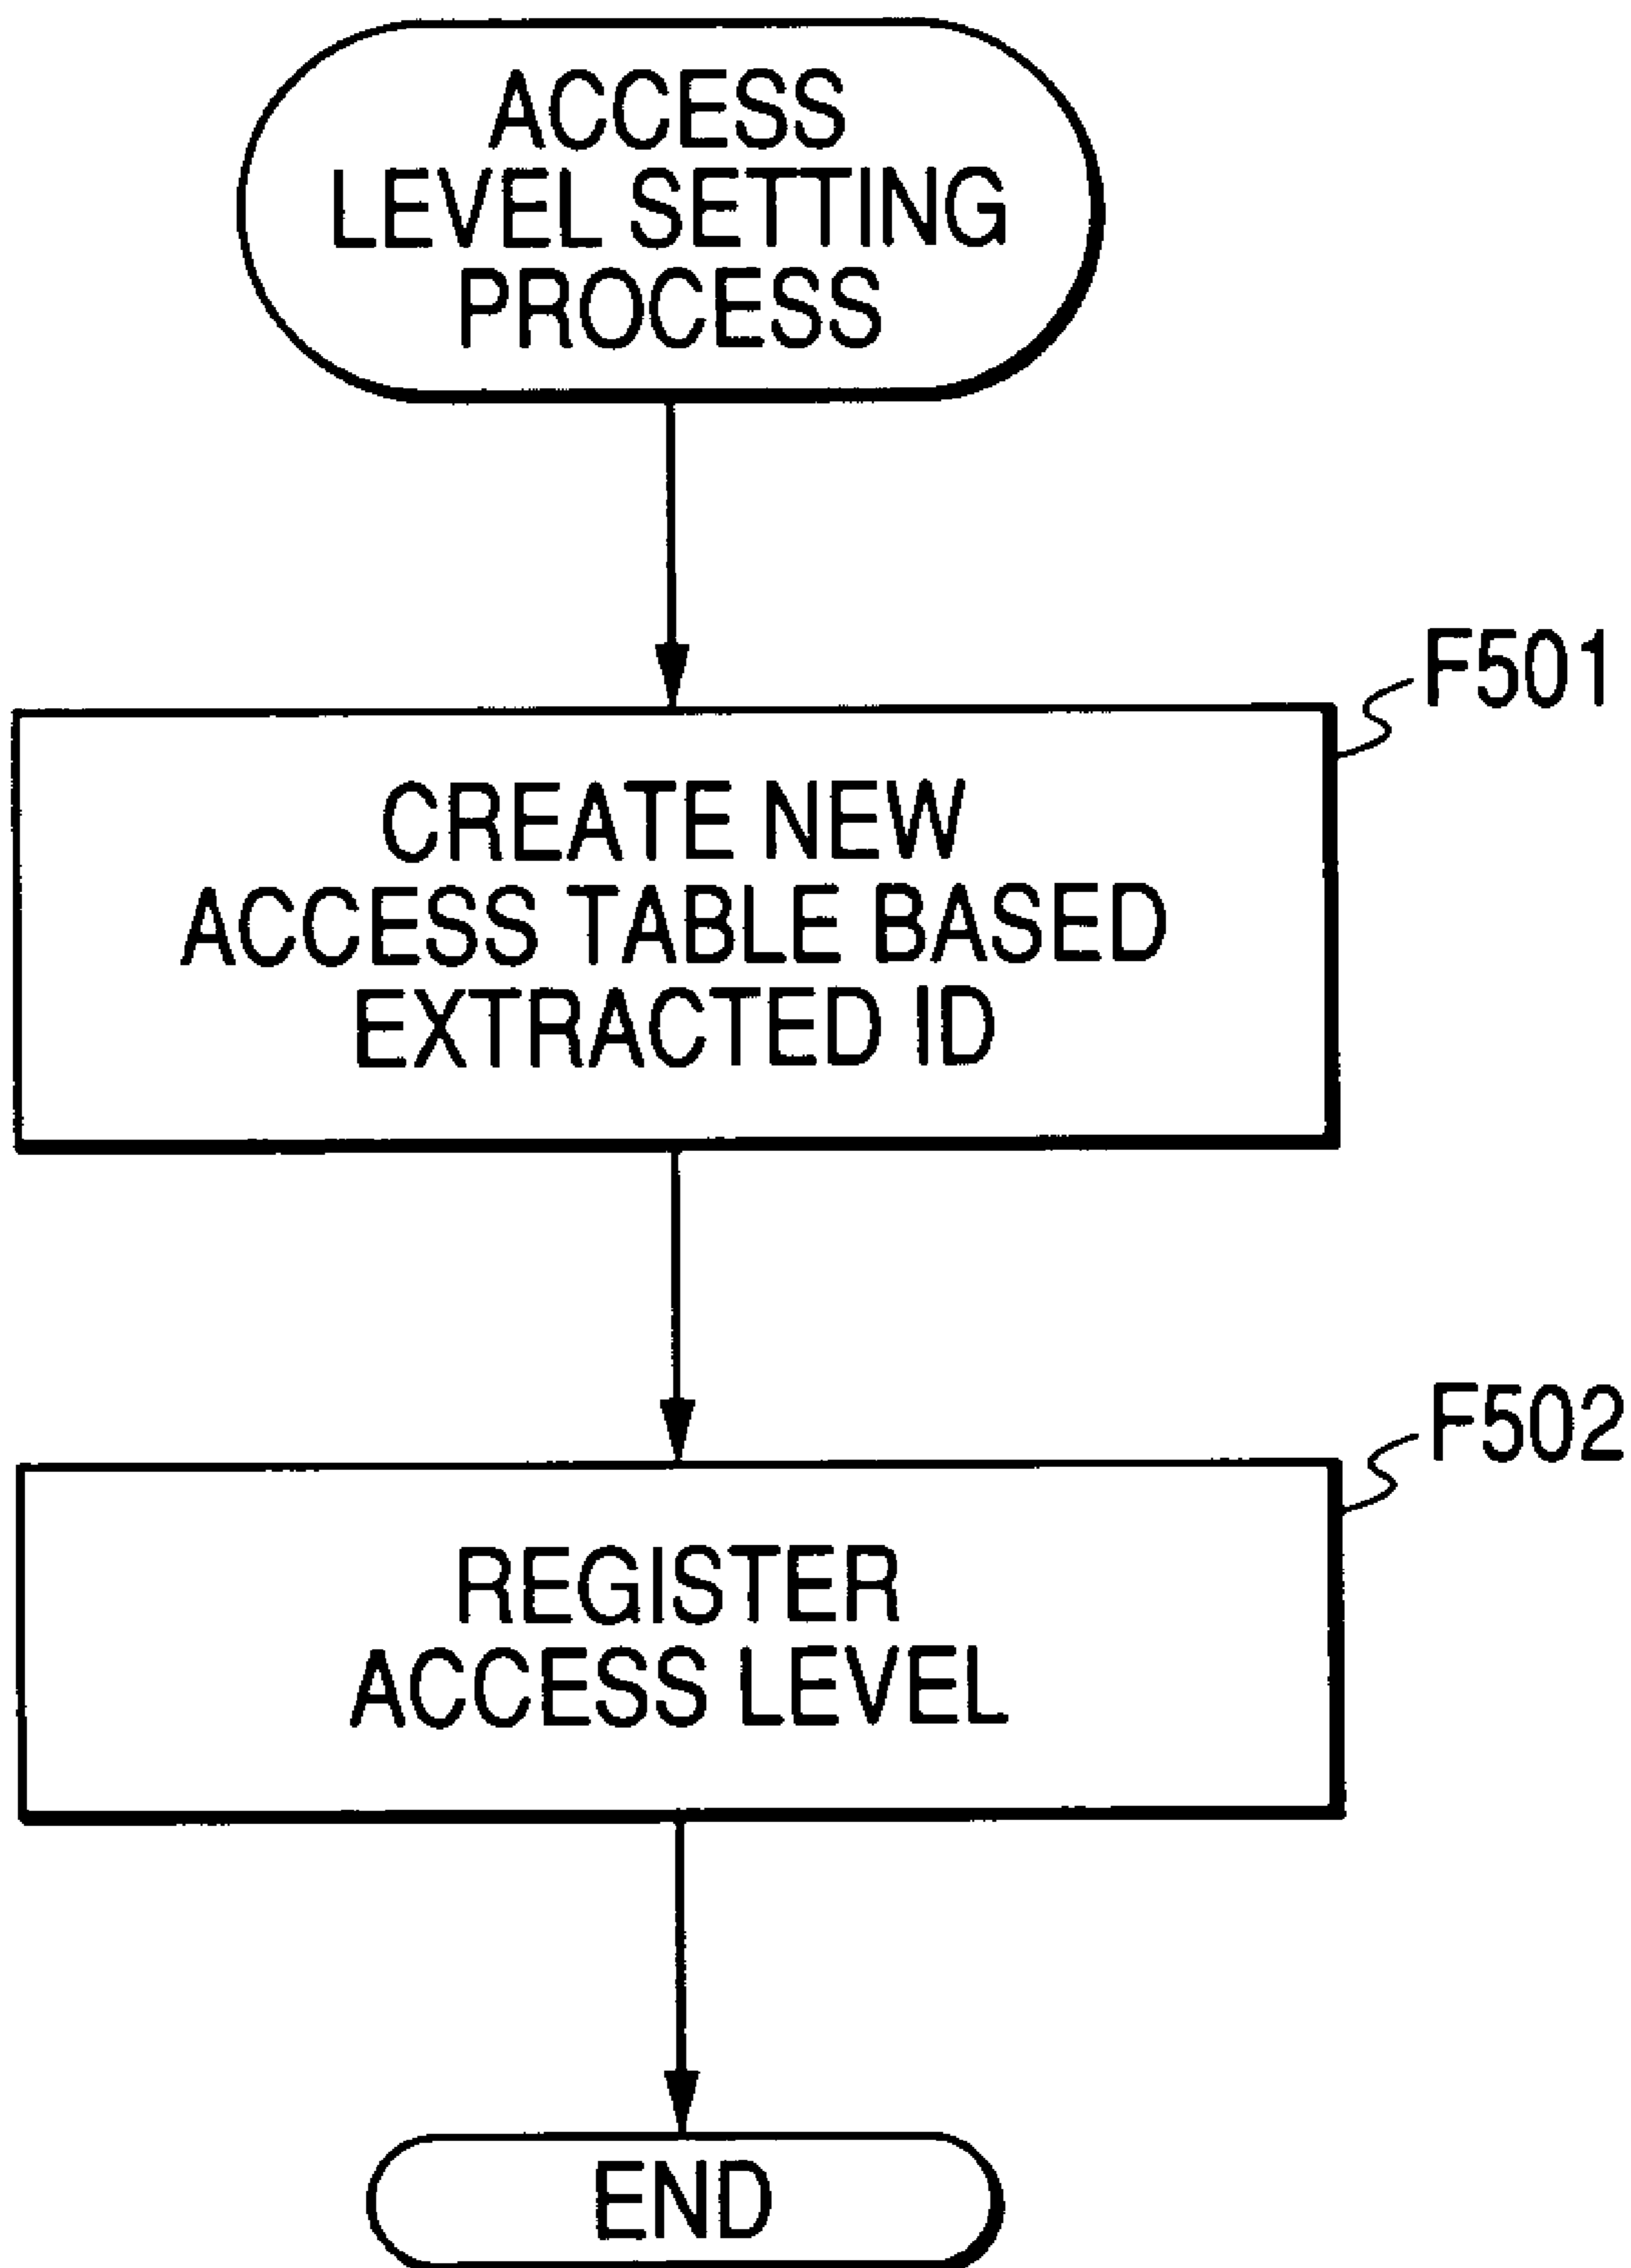 ACCESS
LEVEL SETTING
PROCESS
F501
CREATE NEW
ACCESS TABLE BASED
EXTRACTED ID
F502
REGISTER
ACCESS LEVEL
END